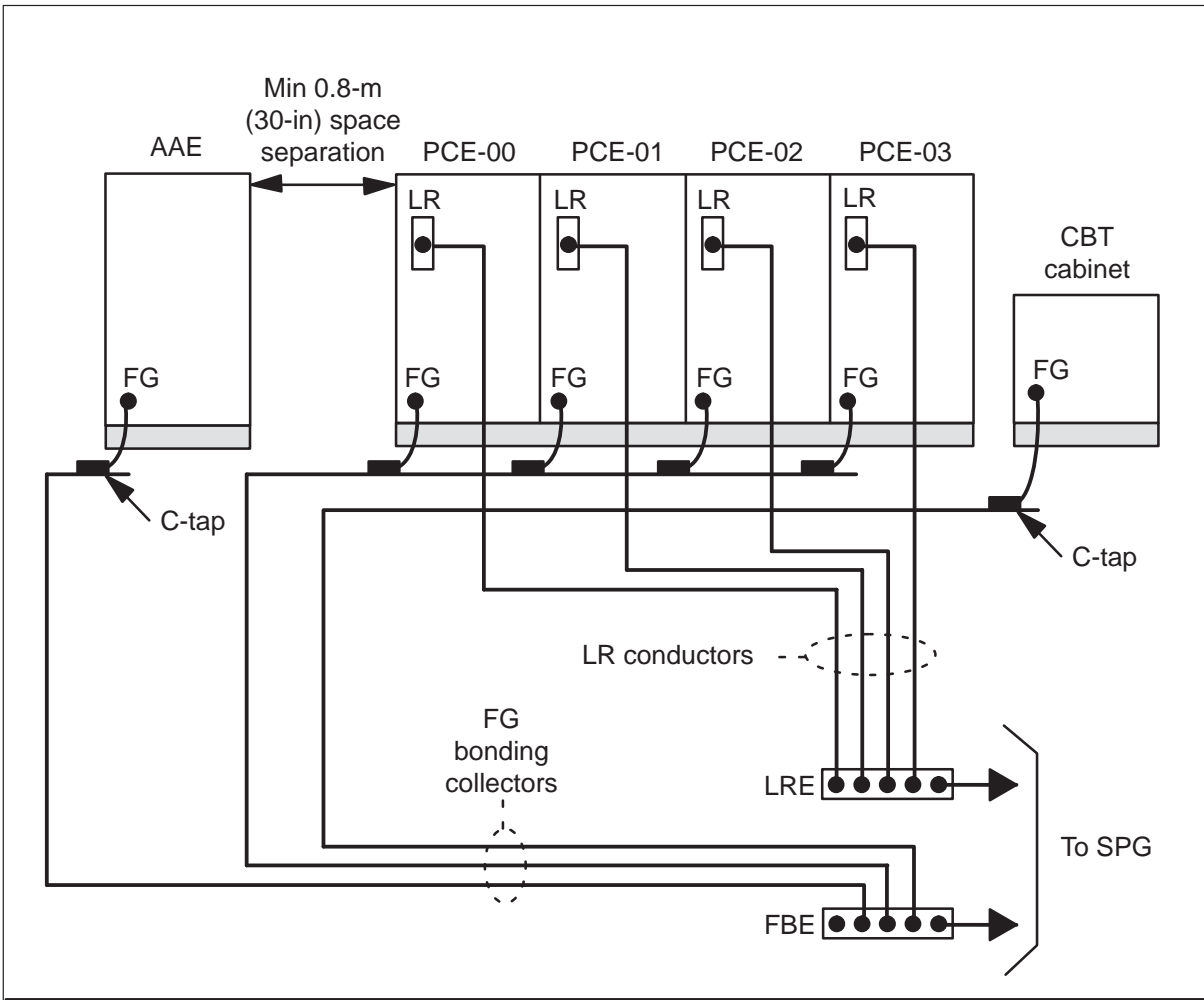 Min 0.8-m
(30-in) space
separation
AAE
PCE-00
PCE-01
PCE-02
PCE-03
LR
LR
LR
LR
CBT
cabinet
FG
FG
FG
FG
FG
FG
C-tap
C-tap
LR conductors
FG
bonding
collectors
LRE
To SPG
FBE